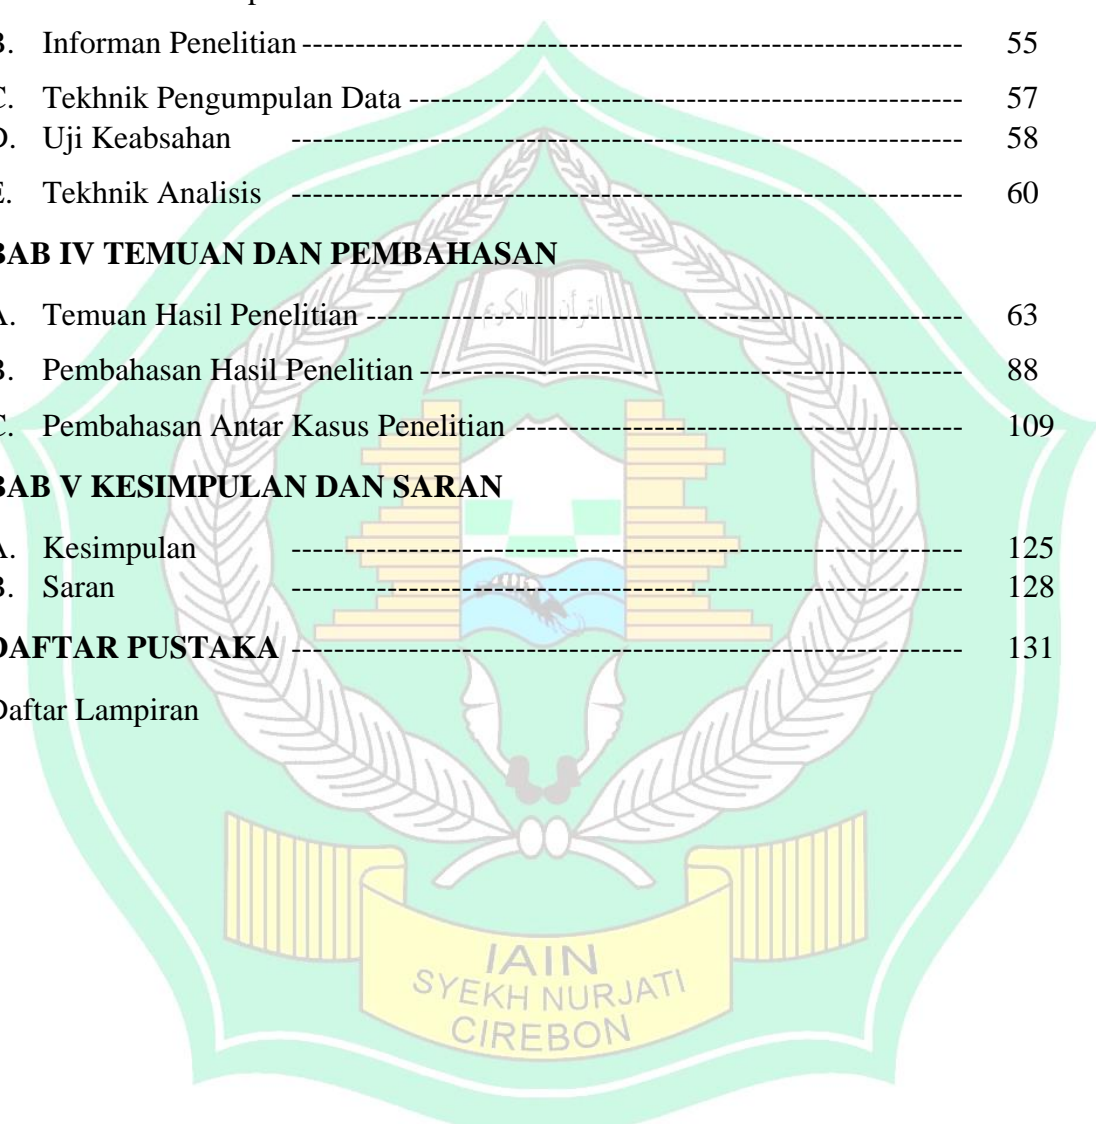 B. Informan Penelitian ------------------------------------------------------------- 55
C. Tekhnik Pengumpulan Data --------------------------------------------------- 57
D. Uji Keabsahan -------------------------------------------------------------- 58
E. Tekhnik Analisis -------------------------------------------------------------- 60
BAB IV TEMUAN DAN PEMBAHASAN
A. Temuan Hasil Penelitian ------------------------------------------------------- 63
B. Pembahasan Hasil Penelitian -------------------------------------------------- 88
C. Pembahasan Antar Kasus Penelitian ----------------------------------------- 109
BAB V KESIMPULAN DAN SARAN
A. Kesimpulan -------------------------------------------------------------- 125
B. Saran -------------------------------------------------------------- 128
DAFTAR PUSTAKA -------------------------------------------------------------- 131
Daftar Lampiran
القرآن الكريم
IAIN
SYEKH NURJATI
CIREBON